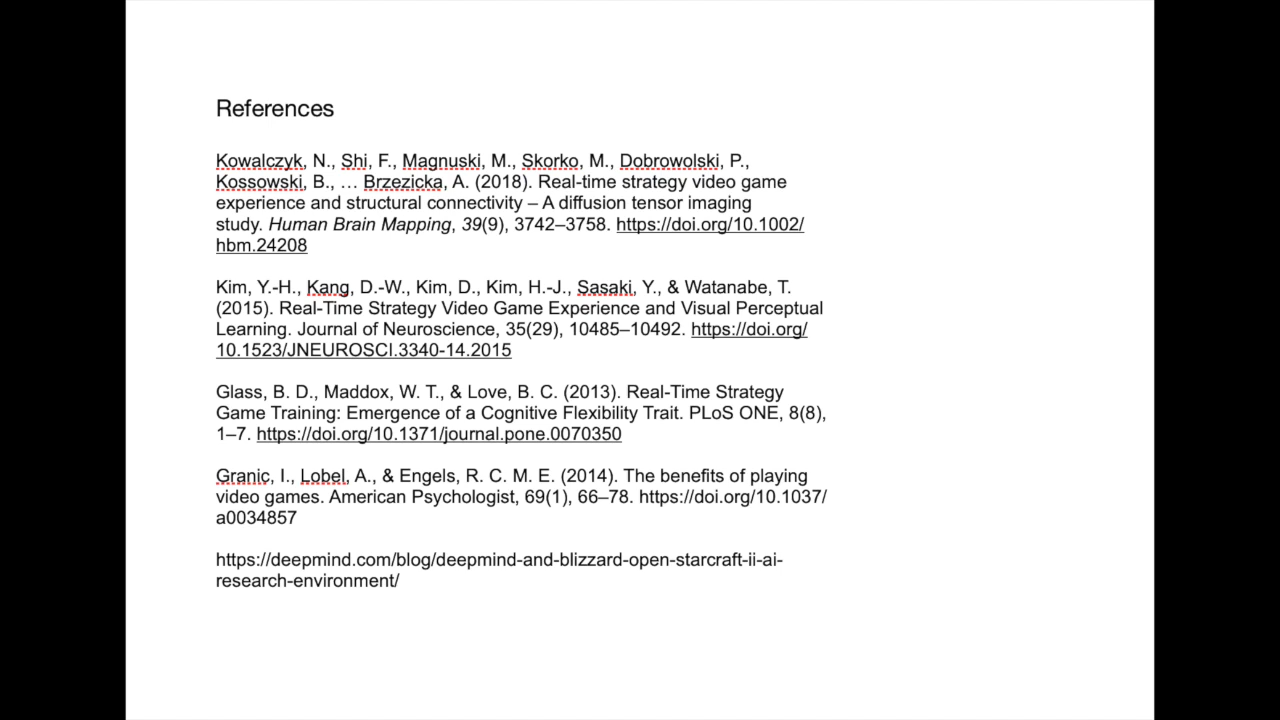 References
Kowalczyk, N., Shi, F., Magnuski, M., Skorko, M., Dobrowolski, P.,
Kossowski, B., … Brzezicka, A. (2018). Real-time strategy video game
experience and structural connectivity – A diffusion tensor imaging
study. Human Brain Mapping, 39(9), 3742–3758. https://doi.org/10.1002/
hbm.24208
Kim, Y.-H., Kang, D.-W., Kim, D., Kim, H.-J., Sasaki, Y., & Watanabe, T.
(2015). Real-Time Strategy Video Game Experience and Visual Perceptual
Learning. Journal of Neuroscience, 35(29), 10485–10492. https://doi.org/
10.1523/JNEUROSCI.3340-14.2015
Glass, B. D., Maddox, W. T., & Love, B. C. (2013). Real-Time Strategy
Game Training: Emergence of a Cognitive Flexibility Trait. PLoS ONE, 8(8),
1–7. https://doi.org/10.1371/journal.pone.0070350
Granic, I., Lobel, A., & Engels, R. C. M. E. (2014). The benefits of playing
video games. American Psychologist, 69(1), 66–78. https://doi.org/10.1037/
a0034857
https://deepmind.com/blog/deepmind-and-blizzard-open-starcraft-ii-ai-
research-environment/